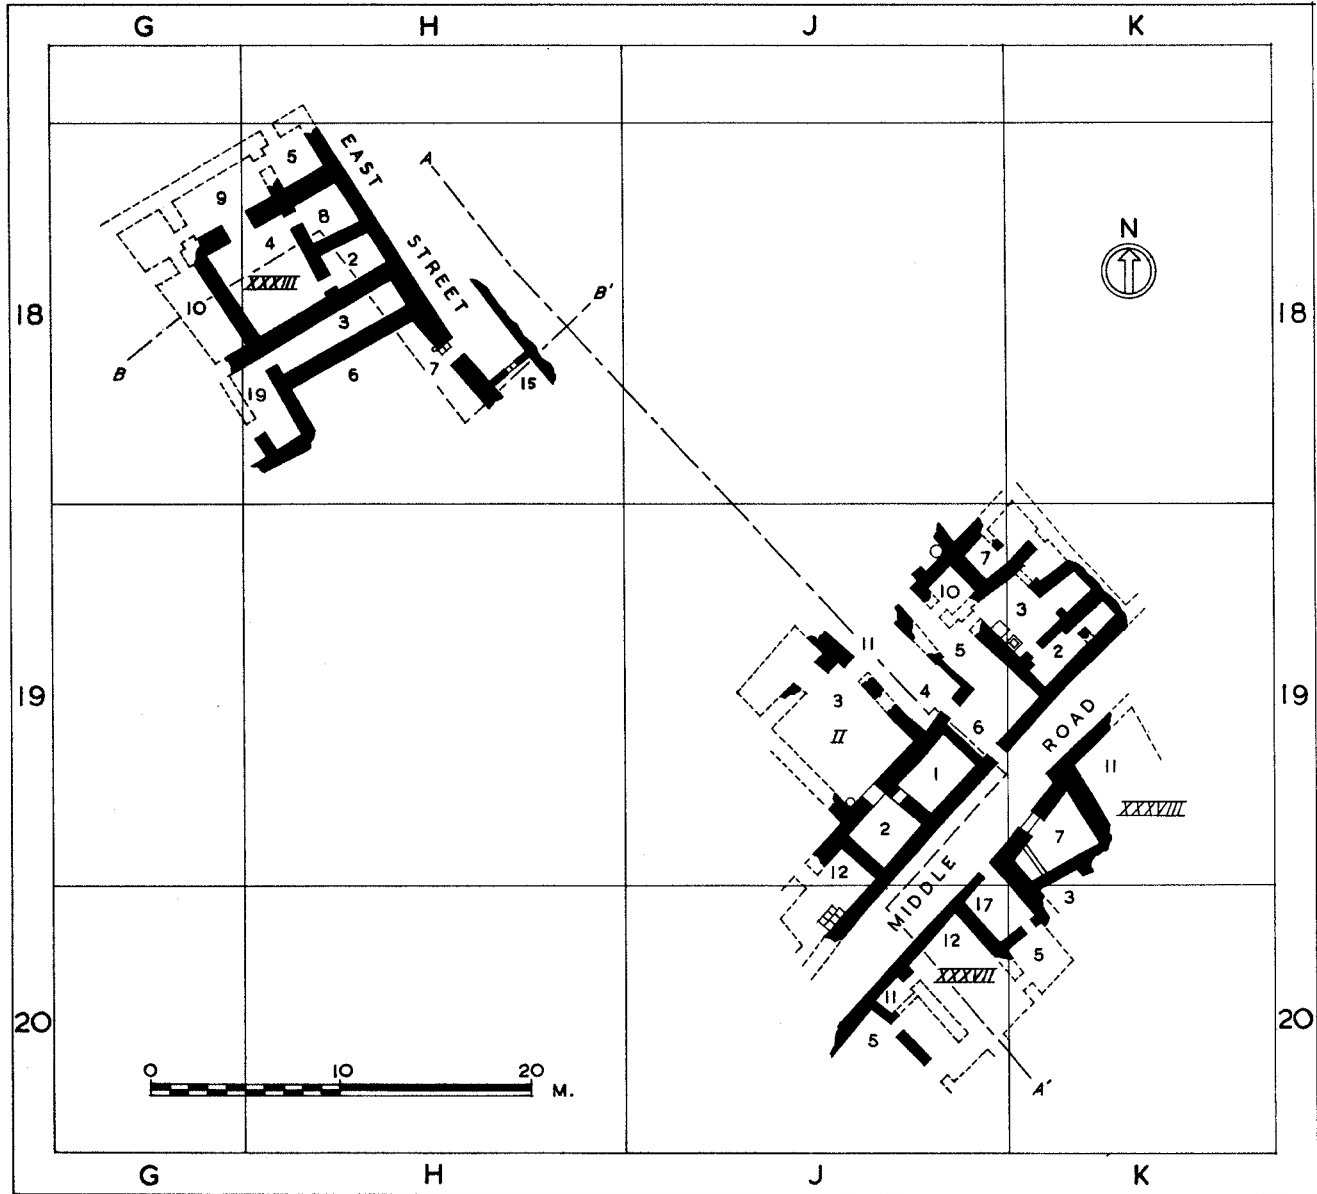 G H J K
EAST STREET
A
5
9
8
4
2
XXXIII
10
3
B'
B
7
6
15
19
N
18 18
7
10
3
5
2
11
4
3
6
II
ROAD
1
11
XXXVIII
2
7
19 19
12
MIDDLE
3
17
12
5
XXXVII
11
5
A'
20 20
0 10 20 M.
G H J K